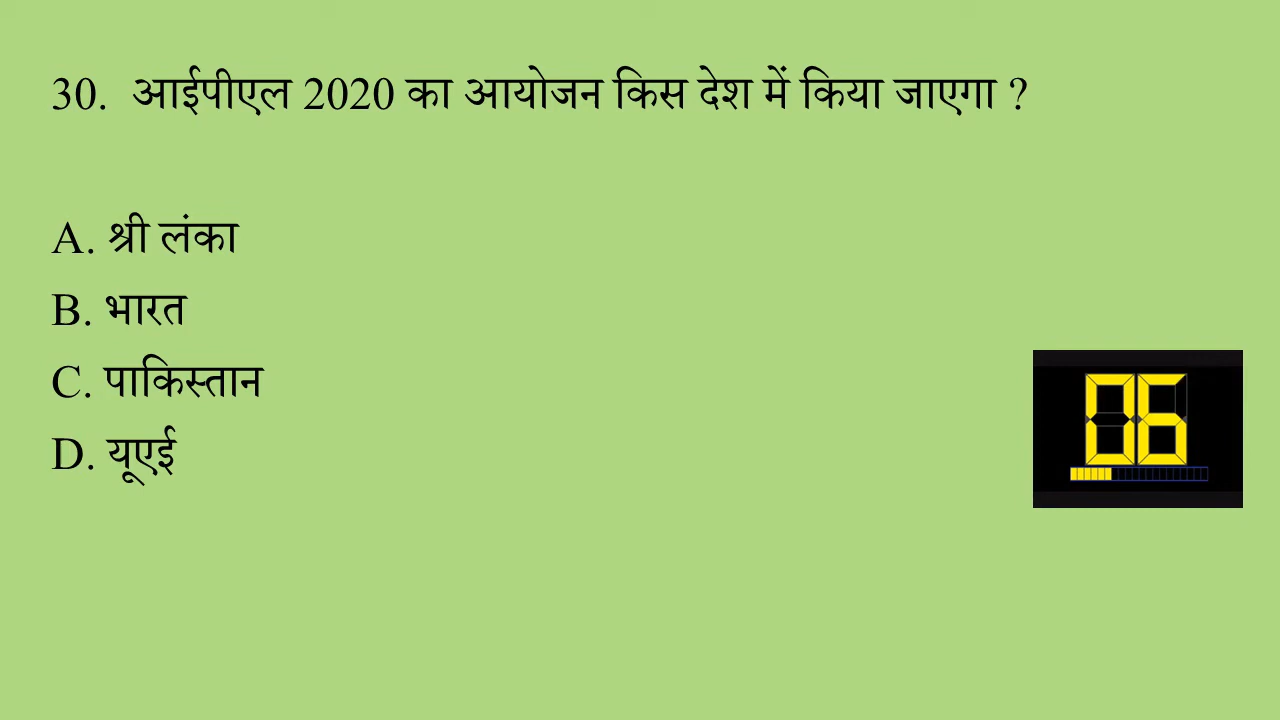 30. आईपीएल 2020 का आयोजन किस देश में किया जाएगा ?
A. श्री लंका
B. भारत
C. पाकिस्तान
D. यूएई
06